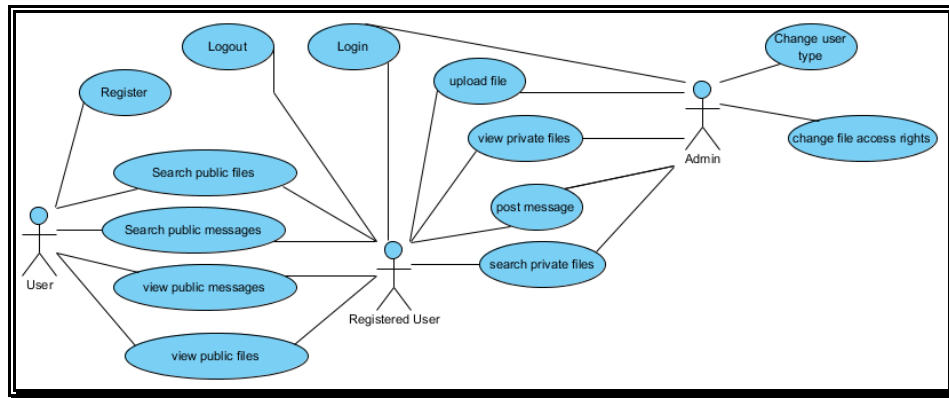 Logout
Login
Change user
type
upload file
Register
view private files
change file access rights
Admin
Search public files
post message
Search public messages
search private files
User
view public messages
Registered User
view public files